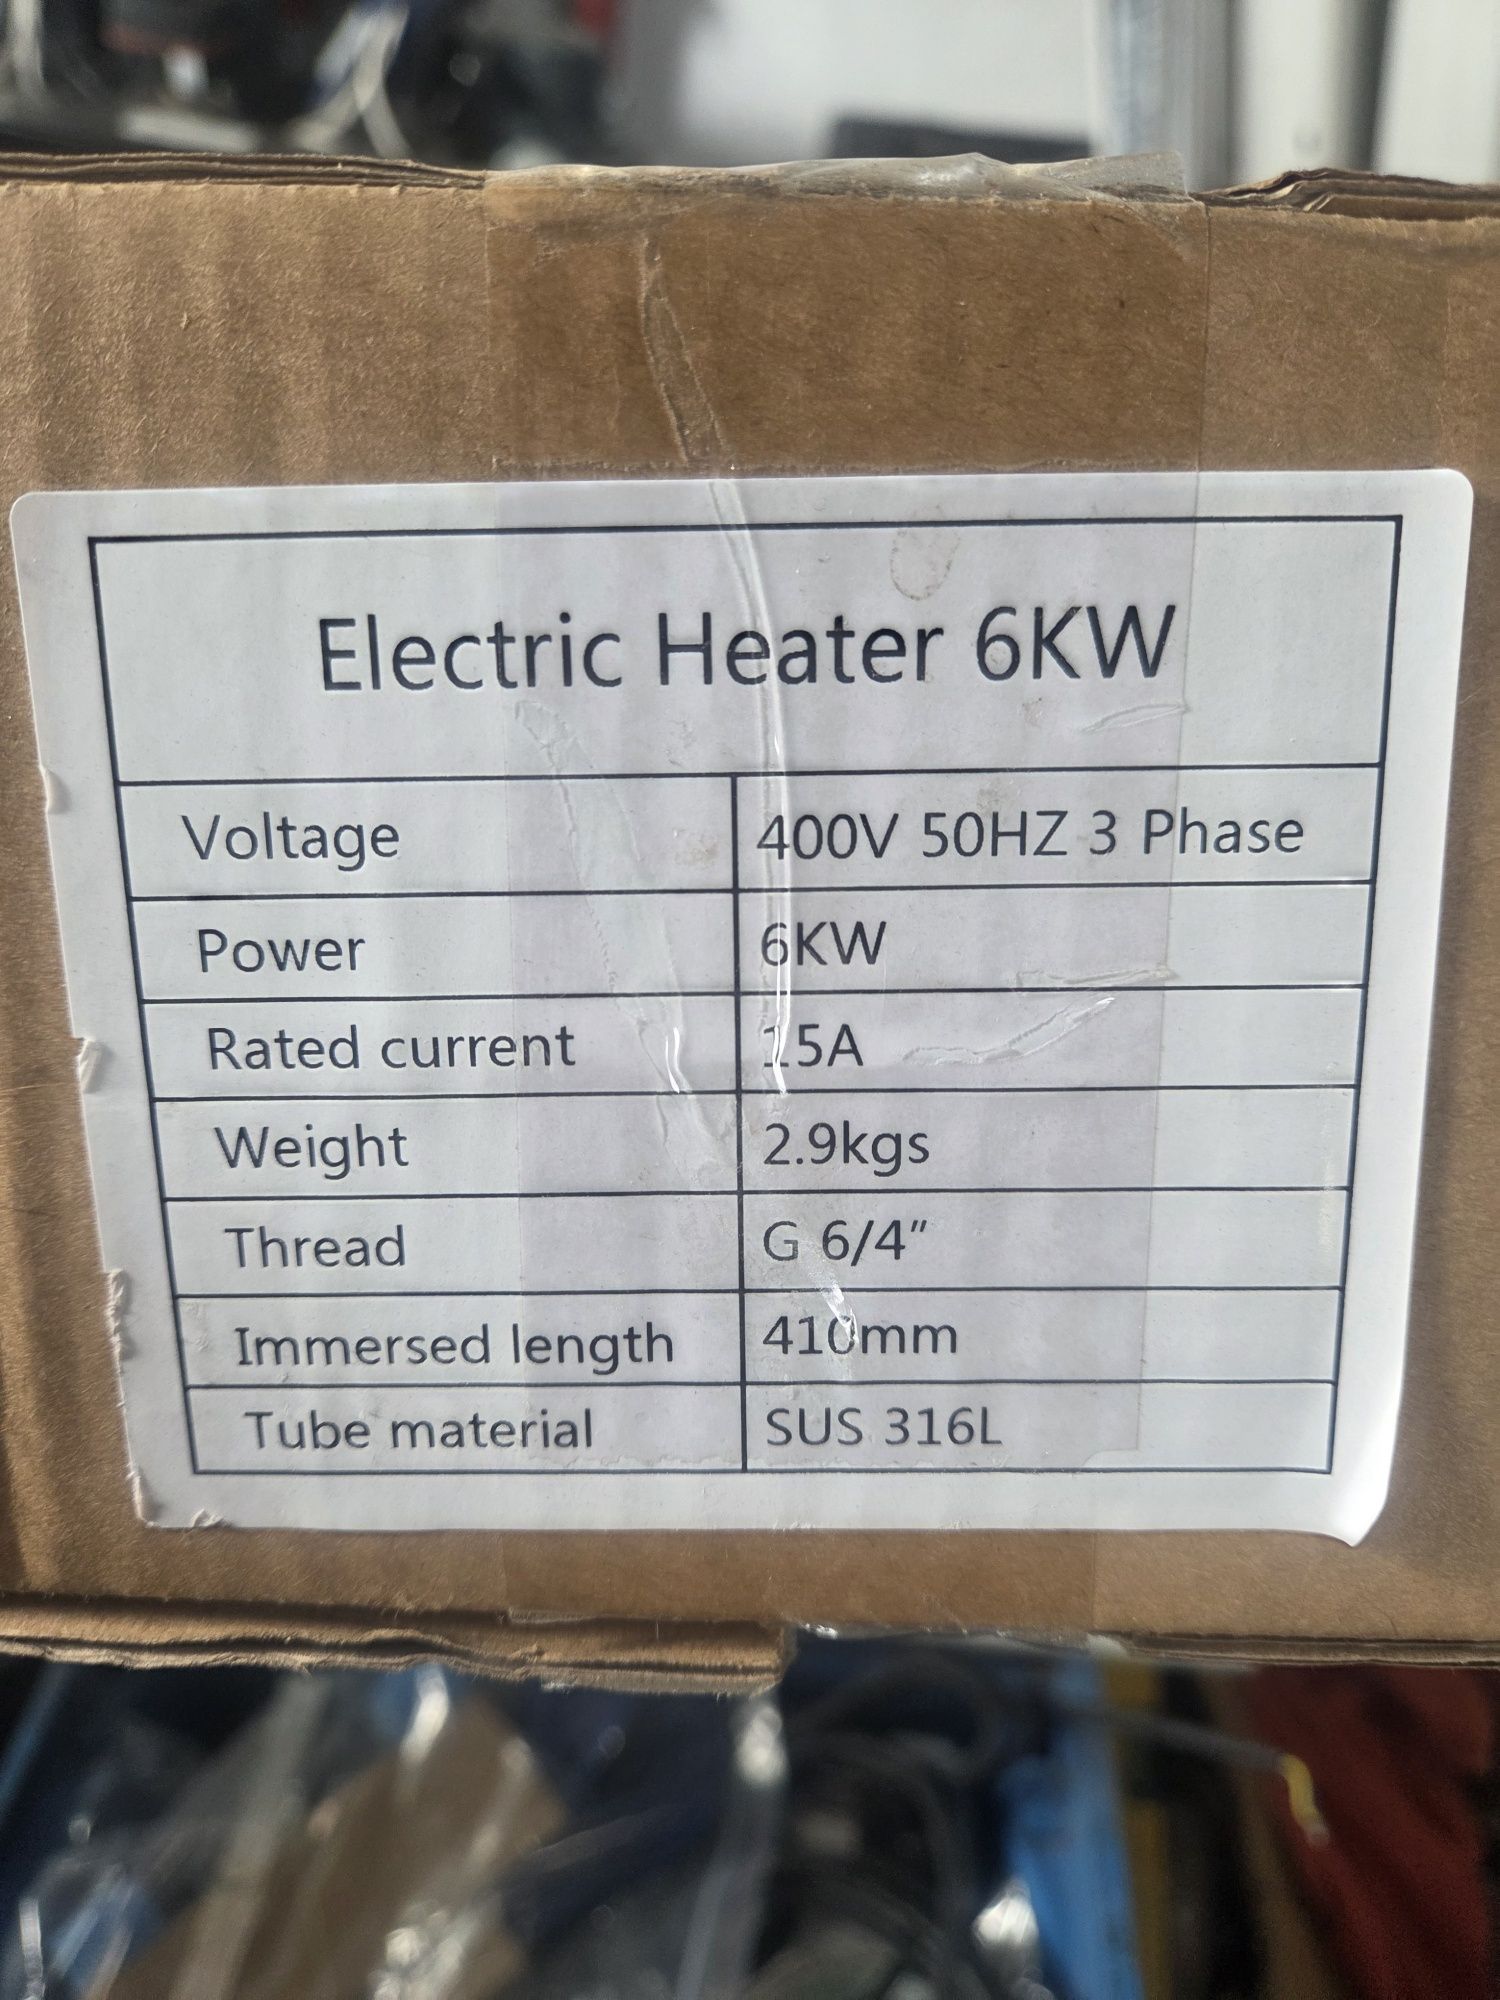 Electric Heater 6KW
Voltage 400V 50HZ 3 Phase
Power 6KW
Rated current 15A
Weight 2.9kgs
Thread G 6/4"
Immersed length 410mm
Tube material SUS 316L